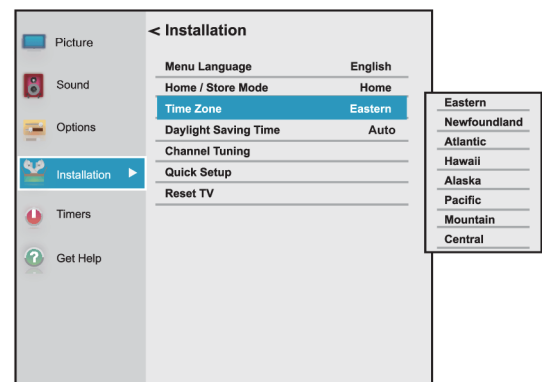 Picture
Sound
Options
Installation
Timers
Get Help
< Installation
Menu Language English
Home / Store Mode Home
Time Zone Eastern
Daylight Saving Time Auto
Channel Tuning
Quick Setup
Reset TV
Eastern
Newfoundland
Atlantic
Hawaii
Alaska
Pacific
Mountain
Central